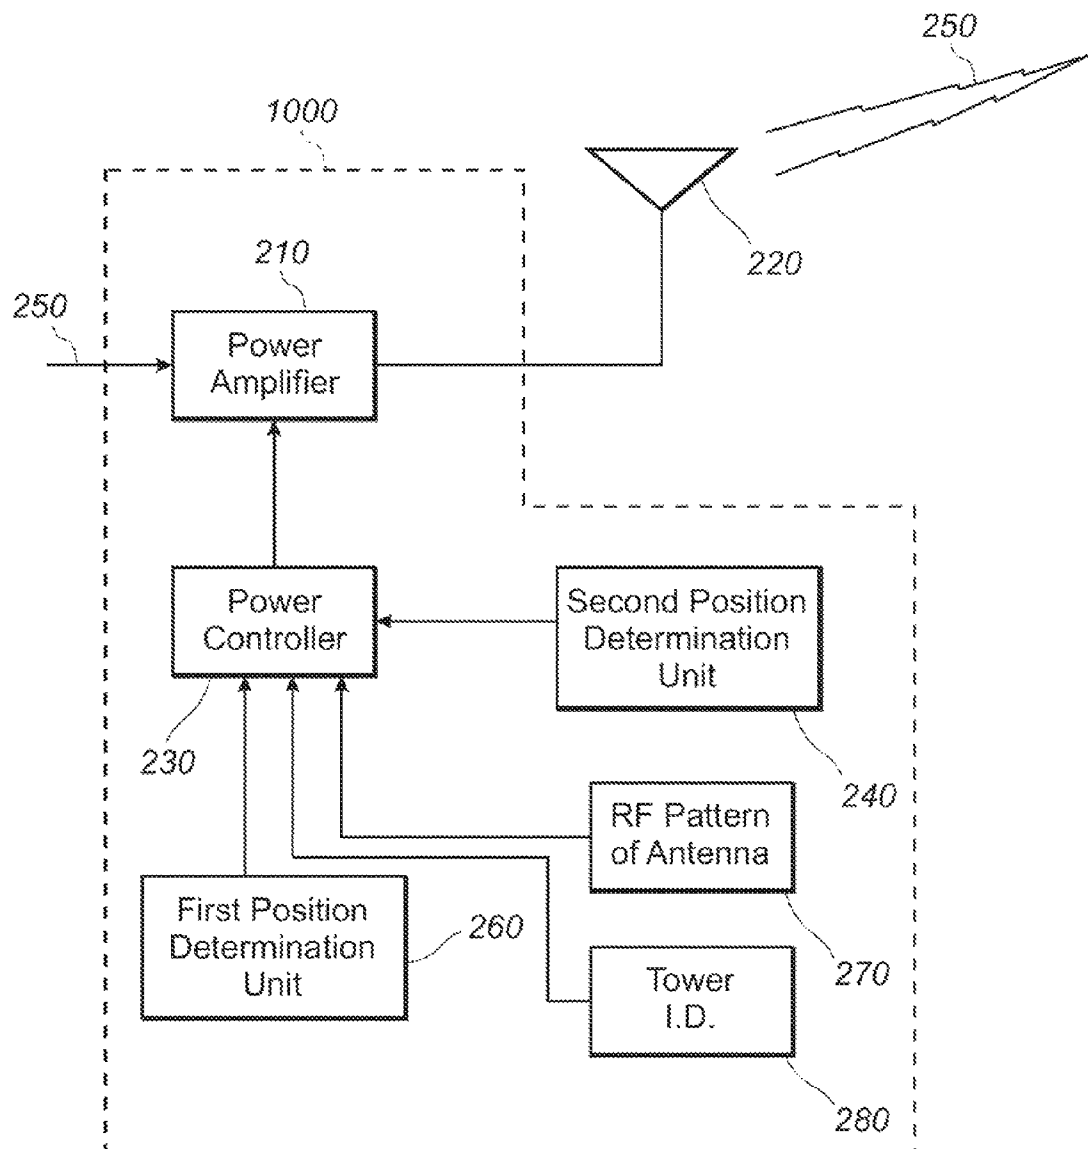 250
1000
220
210
250
Power
Amplifier
Power
Controller
Second Position
Determination
Unit
230
240
RF Pattern
of Antenna
First Position
Determination
Unit
260
270
Tower
I.D.
280